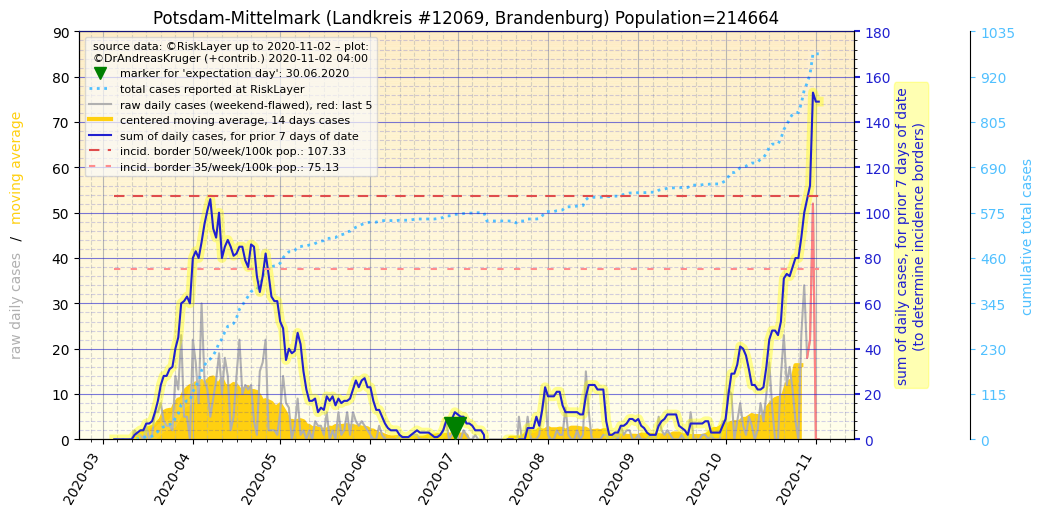 Potsdam-Mittelmark (Landkreis #12069, Brandenburg) Population=214664
source data: ©RiskLayer up to 2020-11-02 – plot:
©DrAndreasKruger (+contrib.) 2020-11-02 04:00
marker for 'expectation day': 30.06.2020
total cases reported at RiskLayer
raw daily cases (weekend-flawed), red: last 5
centered moving average, 14 days cases
sum of daily cases, for prior 7 days of date
incid. border 50/week/100k pop.: 107.33
incid. border 35/week/100k pop.: 75.13
raw daily cases / moving average
90
80
70
60
50
40
30
20
10
0
2020-03
2020-04
2020-05
2020-06
2020-07
2020-08
2020-09
2020-10
2020-11
180
160
140
120
100
80
60
40
20
0
sum of daily cases, for prior 7 days of date
(to determine incidence borders)
1035
920
805
690
575
460
345
230
115
0
cumulative total cases